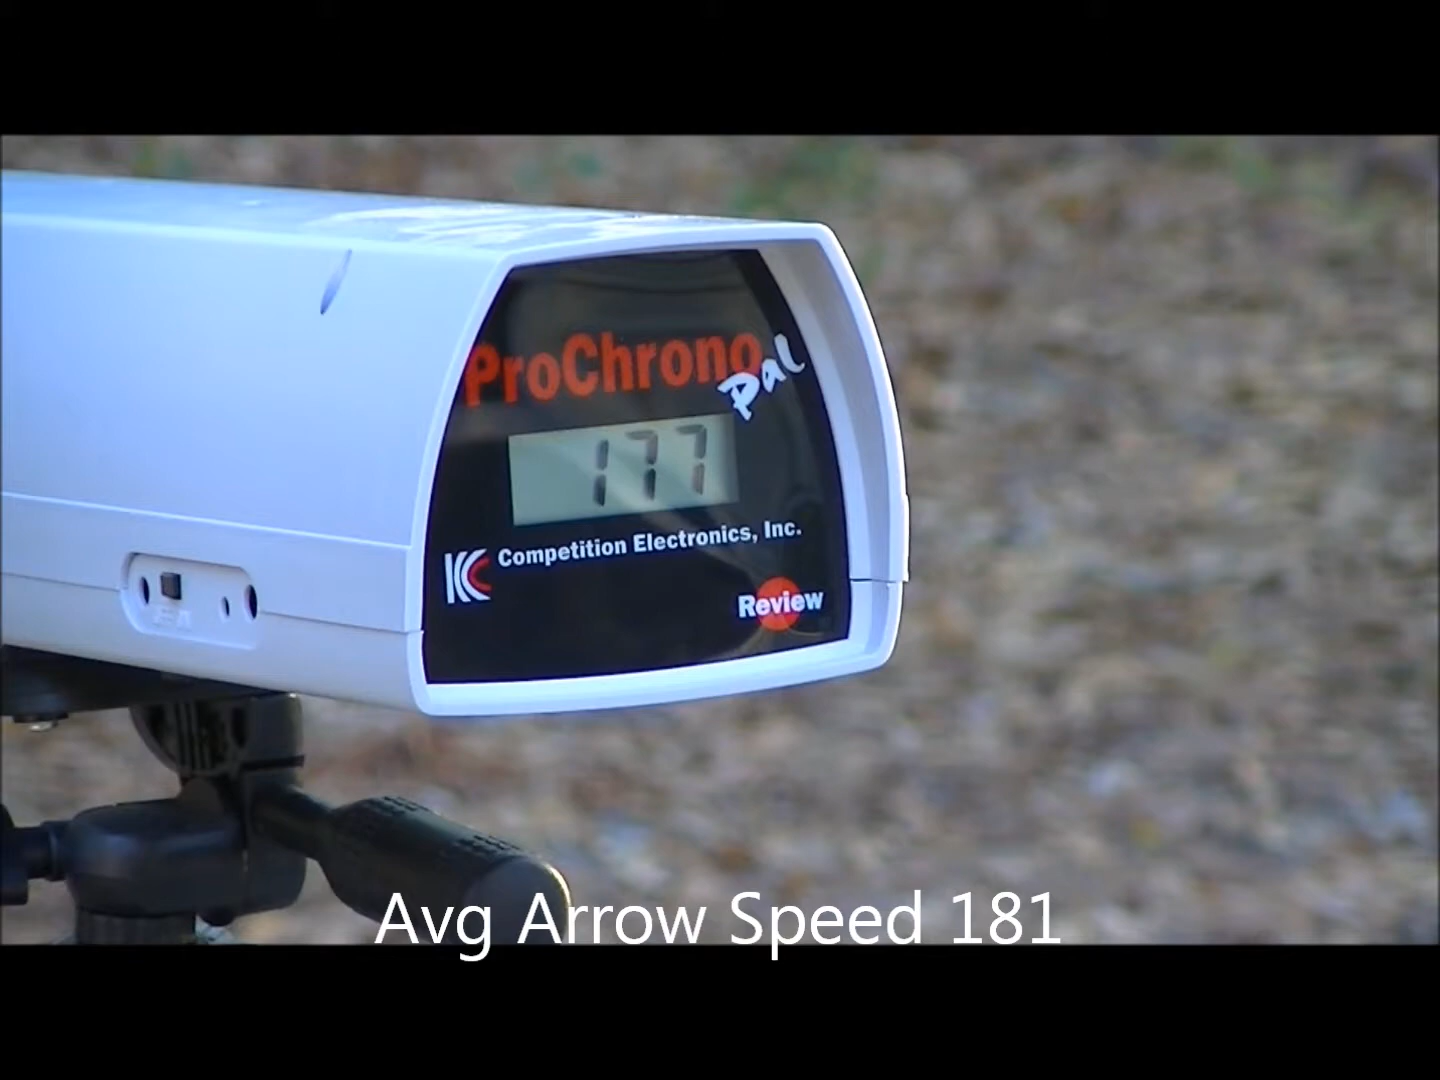 ProChrono
Pal
177
Competition Electronics, Inc.
Review
Avg Arrow Speed 181